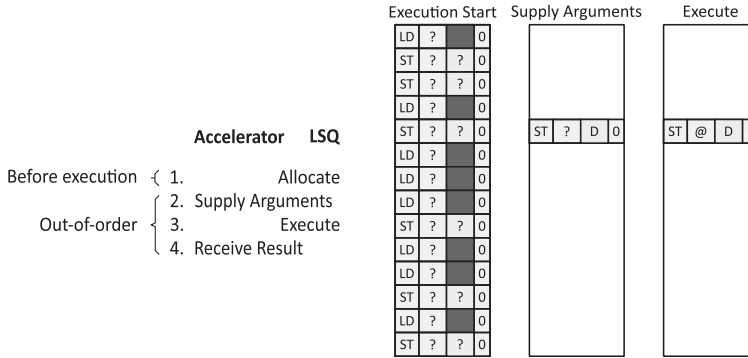 Execution Start Supply Arguments Execute
LD ? 0
ST ? ? 0
ST ? ? 0
LD ? 0
ST ? ? 0 ST ? D 0 ST @ D
LD ? 0
LD ? 0
LD ? 0
ST ? ? 0
LD ? 0
LD ? 0
ST ? ? 0
LD ? 0
ST ? ? 0
Accelerator LSQ
Before execution 1. Allocate
2. Supply Arguments
Out-of-order 3. Execute
4. Receive Result